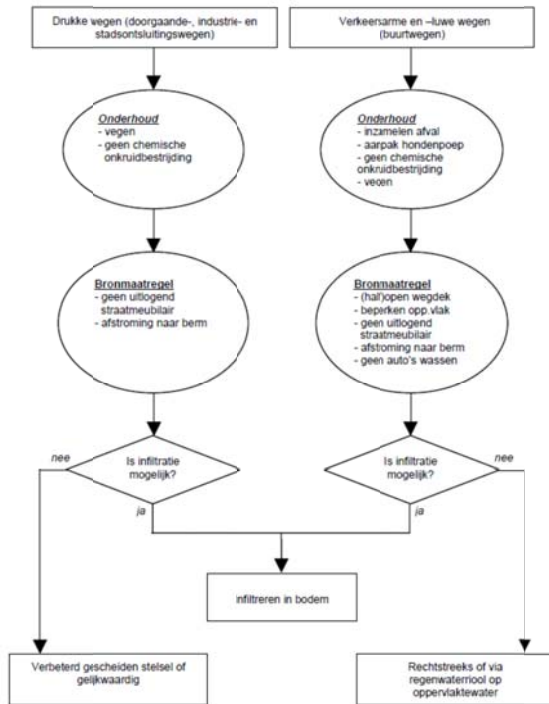 Drukke wegen (doorgaande-, industrie- en
stadsontsluitingswegen)
Verkeersarme en –luwe wegen
(buurtwegen)
Onderhoud
- vegen
- geen chemische
onkruidbestrijding
Onderhoud
- inzamelen afval
- aarpak hondenpoep
- geen chemische
onkruidbestrijding
- vegen
Bronmaatregel
- geen uitlogend
straatmeubilair
- afstroming naar berm
Bronmaatregel
- (half)open wegdek
- beperken opp.vlak
- geen uitlogend
straatmeubilair
- afstroming naar berm
- geen auto's wassen
nee
Is infiltratie
mogelijk?
ja
Is infiltratie
mogelijk?
nee
ja
infiltreren in bodem
Verbeterd gescheiden stelsel of
gelijkwaardig
Rechtstreeks of via
regenwaterriool op
oppervlaktewater